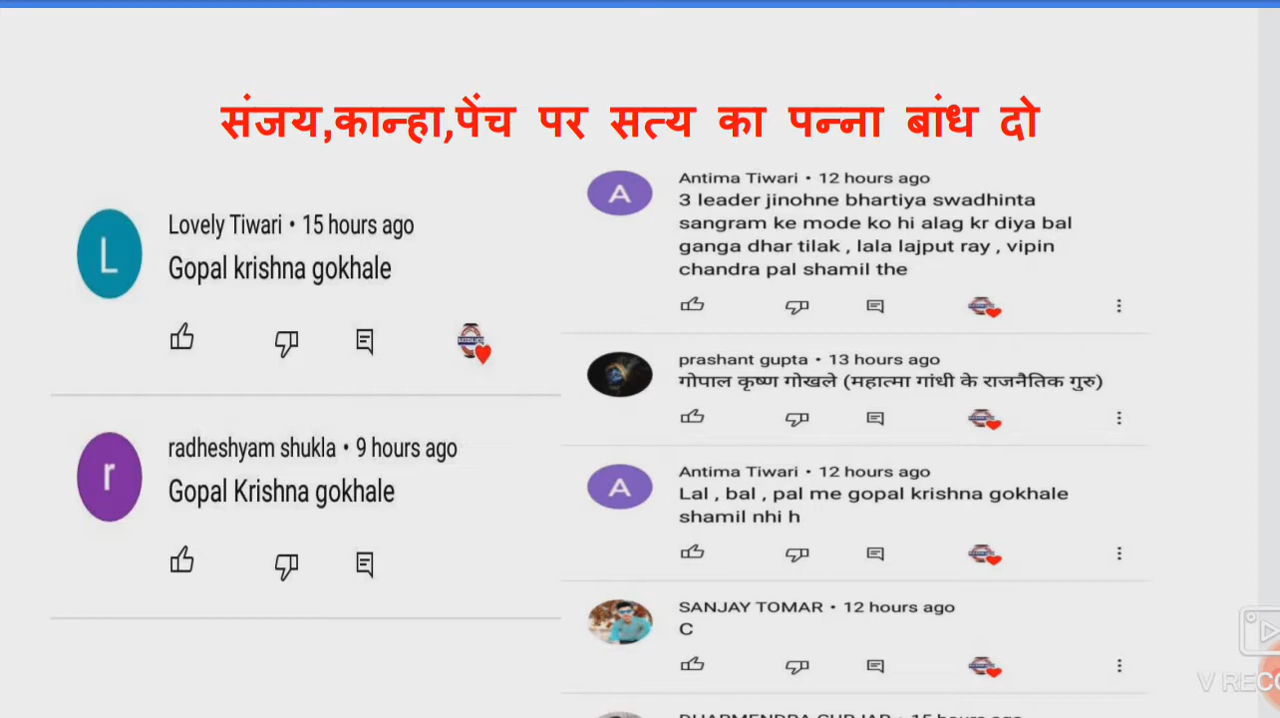 संजय,कान्हा,पेंच पर सत्य का पन्ना बांध दो
Lovely Tiwari • 15 hours ago
Gopal krishna gokhale
radheshyam shukla • 9 hours ago
Gopal Krishna gokhale
Antima Tiwari • 12 hours ago
3 leader jinohne bhartiya swadhinta
sangram ke mode ko hi alag kr diya bal
ganga dhar tilak , lala lajput ray , vipin
chandra pal shamil the
prashant gupta • 13 hours ago
गोपाल कृष्ण गोखले (महात्मा गांधी के राजनैतिक गुरु)
Antima Tiwari • 12 hours ago
Lal , bal , pal me gopal krishna gokhale
shamil nhi h
SANJAY TOMAR • 12 hours ago
C
L
r
A
A
V RECO